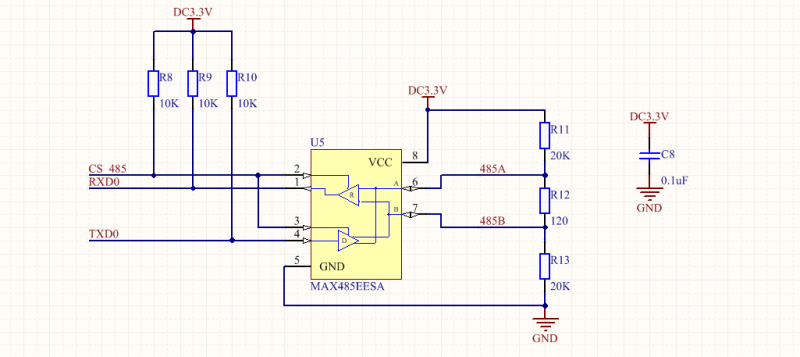 DC3.3V
R8
R9
R10
10K
10K
10K
DC3.3V
DC3.3V
U5
VCC
8
R11
20K
C8
0.1uF
GND
CS_485
2
RXD0
1
R
A
6
485A
R12
120
B
7
485B
3
TXD0
4
D
5
GND
R13
20K
MAX485EESA
GND